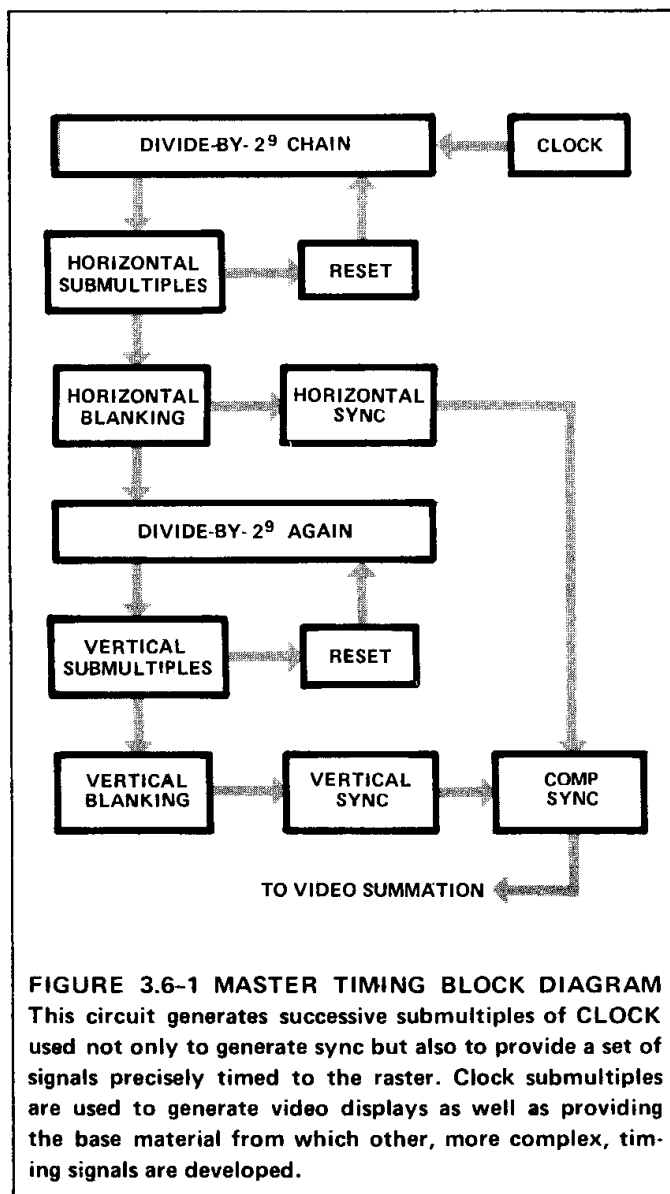 DIVIDE-BY-2⁹ CHAIN
CLOCK
HORIZONTAL
SUBMULTIPLES
RESET
HORIZONTAL
BLANKING
HORIZONTAL
SYNC
DIVIDE-BY-2⁹ AGAIN
VERTICAL
SUBMULTIPLES
RESET
VERTICAL
BLANKING
VERTICAL
SYNC
COMP
SYNC
TO VIDEO SUMMATION
FIGURE 3.6-1 MASTER TIMING BLOCK DIAGRAM
This circuit generates successive submultiples of CLOCK
used not only to generate sync but also to provide a set of
signals precisely timed to the raster. Clock submultiples
are used to generate video displays as well as providing
the base material from which other, more complex, tim-
ing signals are developed.